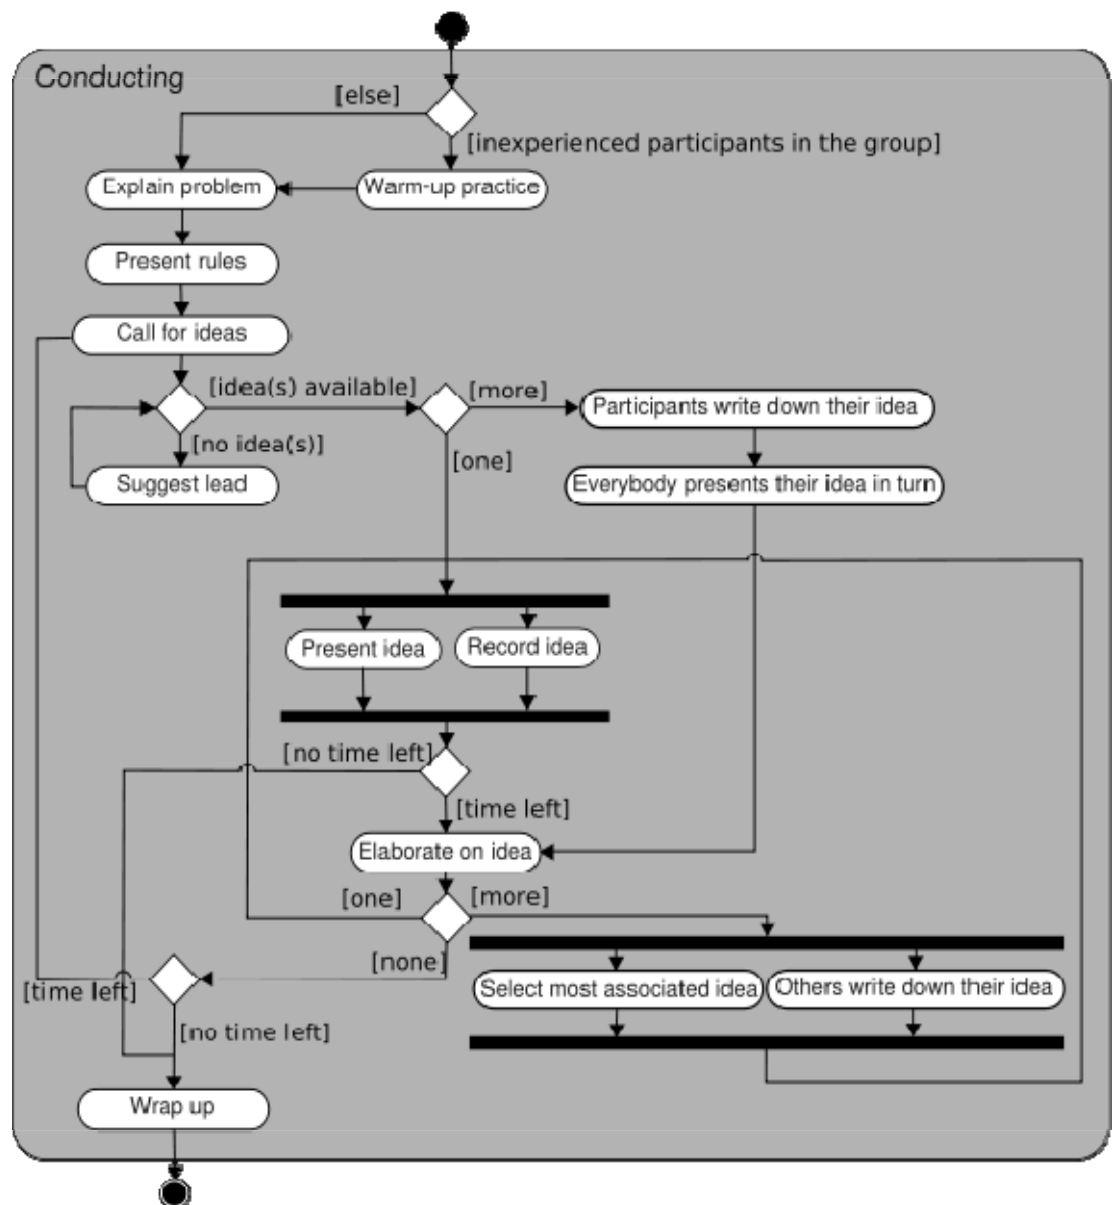 Conducting
[else]
[inexperienced participants in the group]
Explain problem
Warm-up practice
Present rules
Call for ideas
[idea(s) available]
[more]
Participants write down their idea
[no idea(s)]
[one]
Suggest lead
Everybody presents their idea in turn
Present idea
Record idea
[no time left]
[time left]
Elaborate on idea
[one]
[more]
[none]
[time left]
Select most associated idea
Others write down their idea
[no time left]
Wrap up